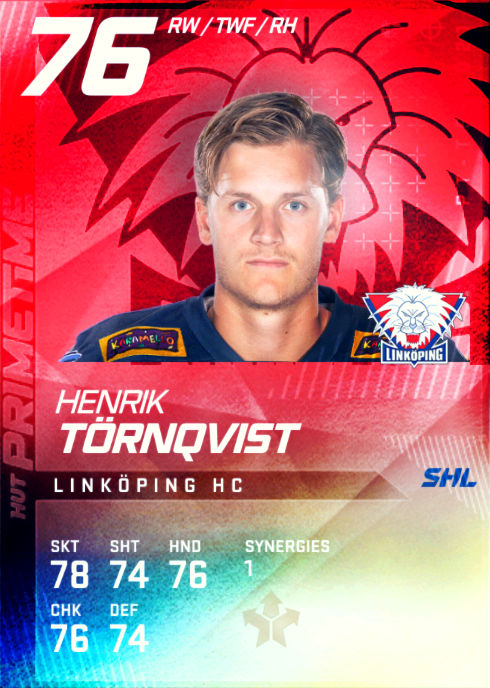 76
RW / TWF / RH
HUT PRIMETIME
KARAMELLO
LINKÖPING
HENRIK
TÖRNQVIST
LINKÖPING HC
SHL
SKT SHT HND SYNERGIES
78 74 76 1
CHK DEF
76 74